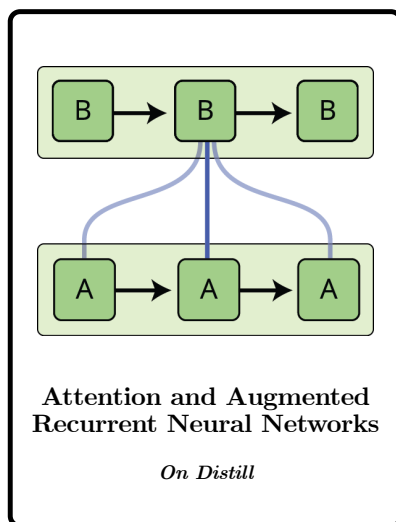 B B B
A A A
Attention and Augmented
Recurrent Neural Networks
On Distill